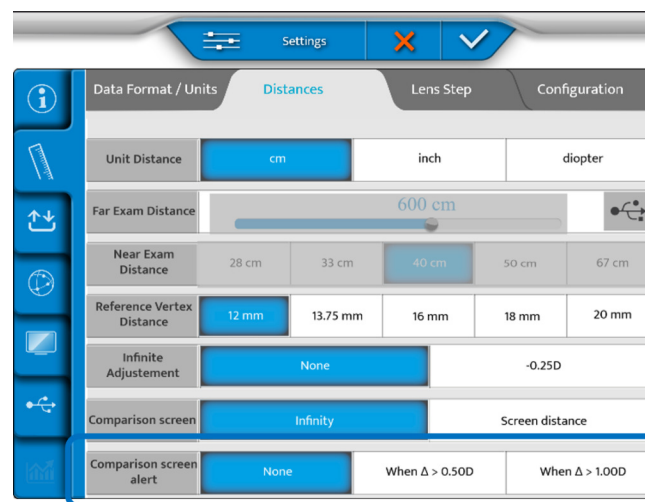 Settings
Data Format / Units Distances Lens Step Configuration
Unit Distance cm inch diopter
Far Exam Distance 600 cm
Near Exam
Distance 28 cm 33 cm 40 cm 50 cm 67 cm
Reference Vertex
Distance 12 mm 13.75 mm 16 mm 18 mm 20 mm
Infinite
Adjustement None -0.25D
Comparison screen Infinity Screen distance
Comparison screen
alert None When Δ > 0.50D When Δ > 1.00D